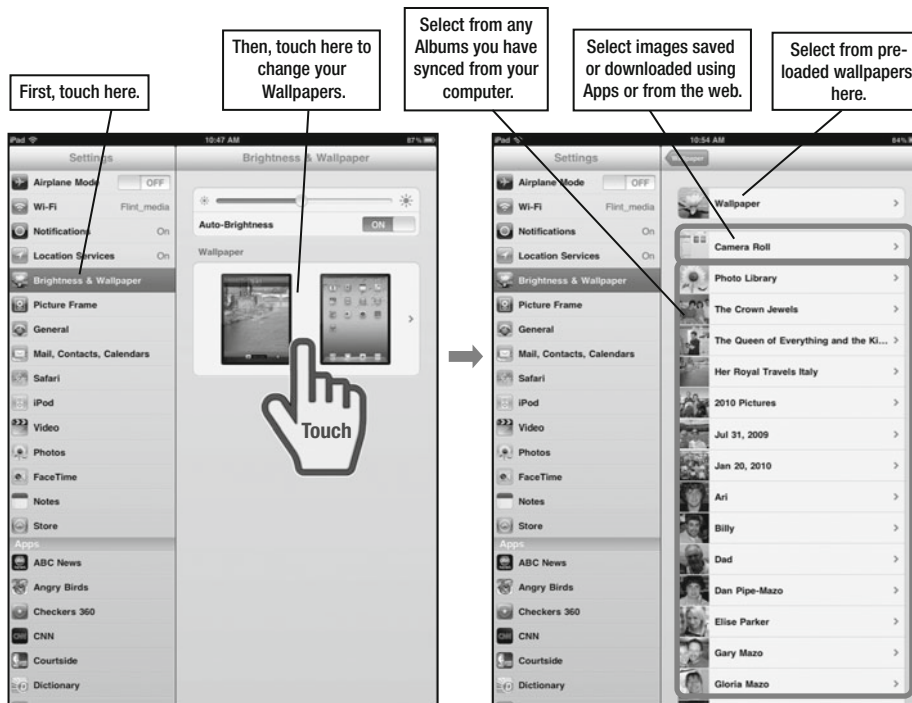 First, touch here.
Then, touch here to
change your
Wallpapers.
Select from any
Albums you have
synced from your
computer.
Select images saved
or downloaded using
Apps or from the web.
Select from pre-
loaded wallpapers
here.
iPad
10:47 AM
87%
Settings
Brightness & Wallpaper
Airplane Mode
OFF
Wi-Fi
Flint_media
Notifications
On
Location Services
On
Brightness & Wallpaper
Picture Frame
General
Mail, Contacts, Calendars
Safari
iPod
Video
Photos
FaceTime
Notes
Store
Apps
ABC News
Angry Birds
Checkers 360
CNN
Courtside
Dictionary
Auto-Brightness
ON
Wallpaper
Touch
iPad
10:54 AM
84%
Settings
Wallpaper
Airplane Mode
OFF
Wi-Fi
Flint_media
Notifications
On
Location Services
On
Brightness & Wallpaper
Picture Frame
General
Mail, Contacts, Calendars
Safari
iPod
Video
Photos
FaceTime
Notes
Store
Apps
ABC News
Angry Birds
Checkers 360
CNN
Courtside
Dictionary
Wallpaper
Camera Roll
Photo Library
The Crown Jewels
The Queen of Everything and the Ki...
Her Royal Travels Italy
2010 Pictures
Jul 31, 2009
Jan 20, 2010
Ari
Billy
Dad
Dan Pipe-Mazo
Elise Parker
Gary Mazo
Gloria Mazo